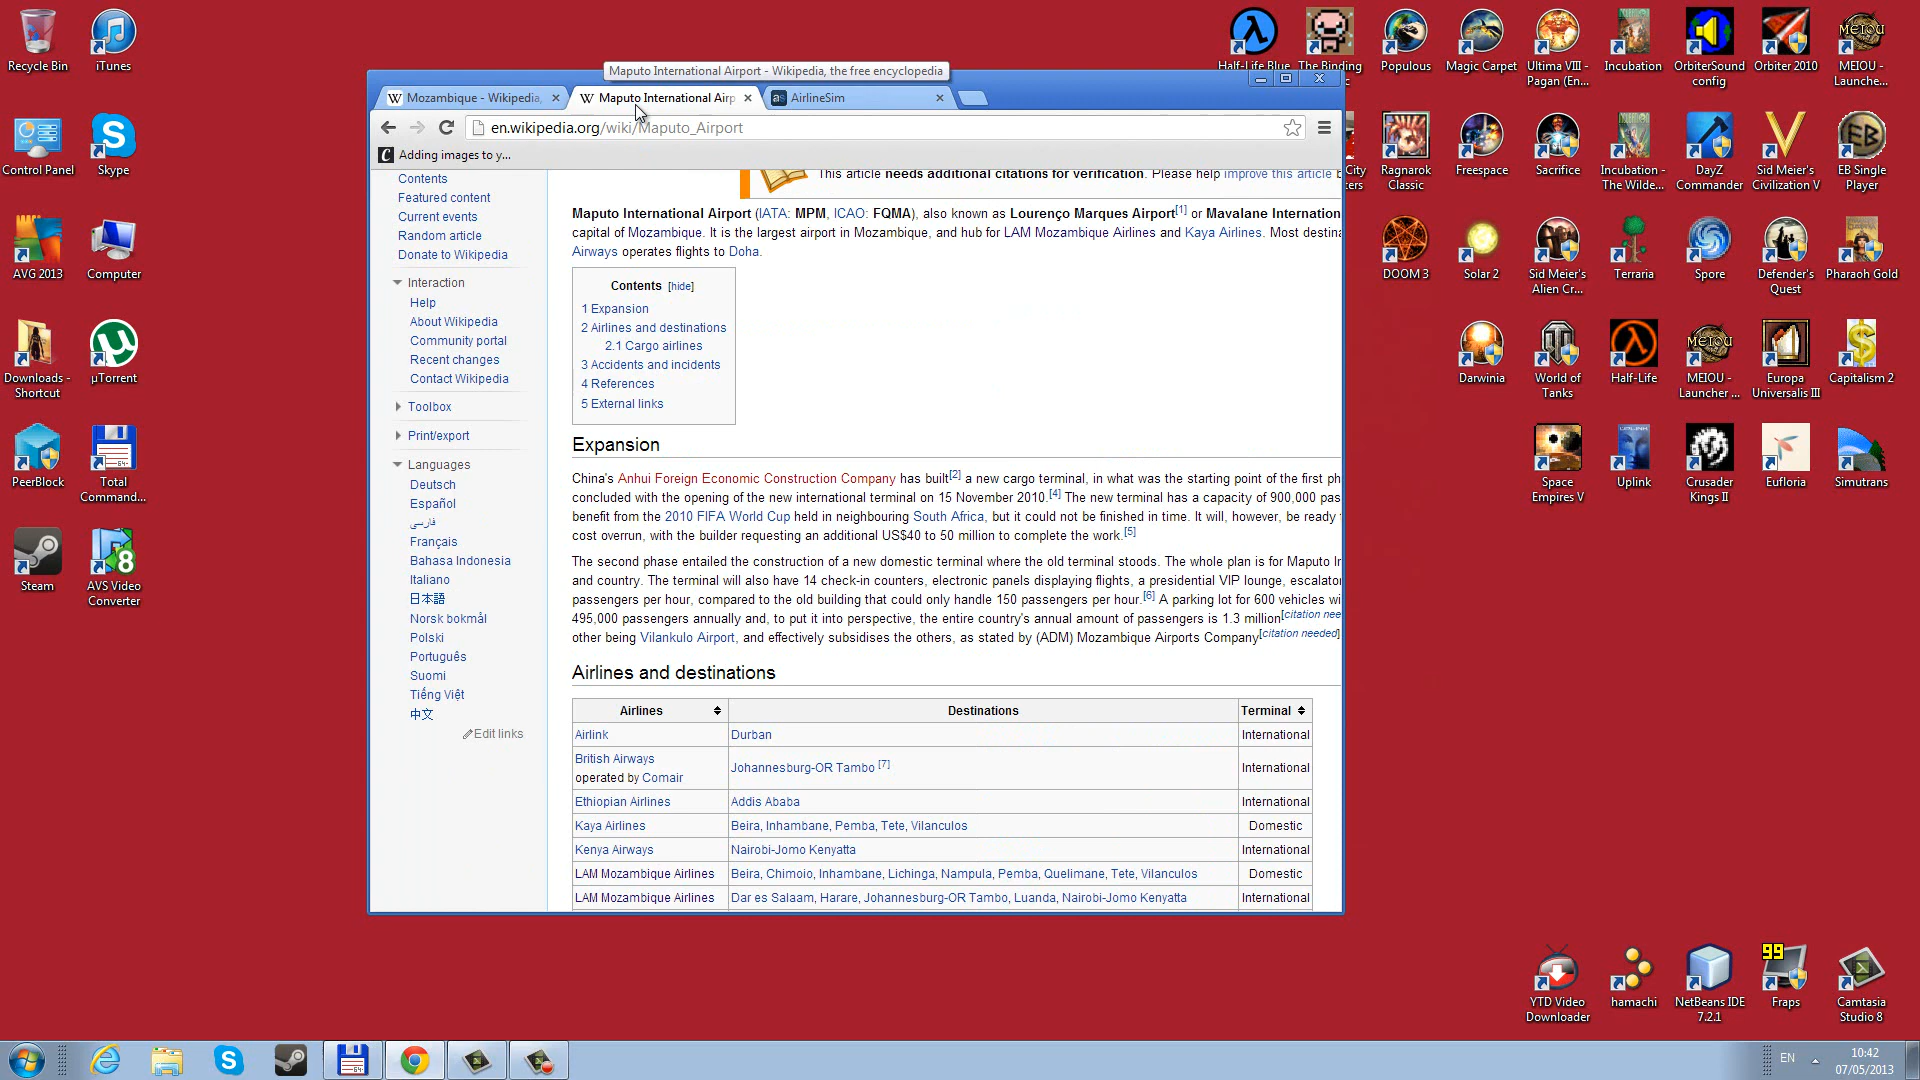 Recycle Bin
iTunes
Control Panel
Skype
AVG 2013
Computer
Downloads -
Shortcut
µTorrent
PeerBlock
Total
Command...
Steam
AVS Video
Converter
Maputo International Airport - Wikipedia, the free encyclopedia
Mozambique - Wikipedia,
Maputo International Airp
AirlineSim
en.wikipedia.org/wiki/Maputo_Airport
Adding images to y...
Contents
Featured content
Current events
Random article
Donate to Wikipedia
Interaction
Help
About Wikipedia
Community portal
Recent changes
Contact Wikipedia
Toolbox
Print/export
Languages
Deutsch
Español
فارسی
Français
Bahasa Indonesia
Italiano
日本語
Norsk bokmål
Polski
Português
Suomi
Tiếng Việt
中文
Edit links
This article needs additional citations for verification. Please help improve this article b
Maputo International Airport (IATA: MPM, ICAO: FQMA), also known as Lourenço Marques Airport[1] or Mavalane Internation
capital of Mozambique. It is the largest airport in Mozambique, and hub for LAM Mozambique Airlines and Kaya Airlines. Most destina
Airways operates flights to Doha.
Contents [hide]
1 Expansion
2 Airlines and destinations
2.1 Cargo airlines
3 Accidents and incidents
4 References
5 External links
Expansion
China's Anhui Foreign Economic Construction Company has built[2] a new cargo terminal, in what was the starting point of the first ph
concluded with the opening of the new international terminal on 15 November 2010.[4] The new terminal has a capacity of 900,000 pas
benefit from the 2010 FIFA World Cup held in neighbouring South Africa, but it could not be finished in time. It will, however, be ready
cost overrun, with the builder requesting an additional US$40 to 50 million to complete the work.[5]
The second phase entailed the construction of a new domestic terminal where the old terminal stoods. The whole plan is for Maputo In
and country. The terminal will also have 14 check-in counters, electronic panels displaying flights, a presidential VIP lounge, escalator
passengers per hour, compared to the old building that could only handle 150 passengers per hour.[6] A parking lot for 600 vehicles wi
495,000 passengers annually and, to put it into perspective, the entire country's annual amount of passengers is 1.3 million[citation nee
other being Vilankulo Airport, and effectively subsidises the others, as stated by (ADM) Mozambique Airports Company[citation needed]
Airlines and destinations
Airlines Destinations Terminal
Airlink Durban International
British Airways
operated by Comair Johannesburg-OR Tambo [7] International
Ethiopian Airlines Addis Ababa International
Kaya Airlines Beira, Inhambane, Pemba, Tete, Vilanculos Domestic
Kenya Airways Nairobi-Jomo Kenyatta International
LAM Mozambique Airlines Beira, Chimoio, Inhambane, Lichinga, Nampula, Pemba, Quelimane, Tete, Vilanculos Domestic
LAM Mozambique Airlines Dar es Salaam, Harare, Johannesburg-OR Tambo, Luanda, Nairobi-Jomo Kenyatta International
Half-Life Blue
The Binding
Populous
Magic Carpet
Ultima VIII -
Pagan (En...
Incubation
OrbiterSound
config
Orbiter 2010
MEIOU -
Launche...
City
ters
Ragnarok
Classic
Freespace
Sacrifice
Incubation -
The Wilde...
DayZ
Commander
Sid Meier's
Civilization V
EB Single
Player
DOOM 3
Solar 2
Sid Meier's
Alien Cr...
Terraria
Spore
Defender's
Quest
Pharaoh Gold
Darwinia
World of
Tanks
Half-Life
MEIOU -
Launcher ...
Europa
Universalis III
Capitalism 2
Space
Empires V
Uplink
Crusader
Kings II
Eufloria
Simutrans
YTD Video
Downloader
hamachi
NetBeans IDE
7.2.1
99
Fraps
Camtasia
Studio 8
EN
10:42
07/05/2013